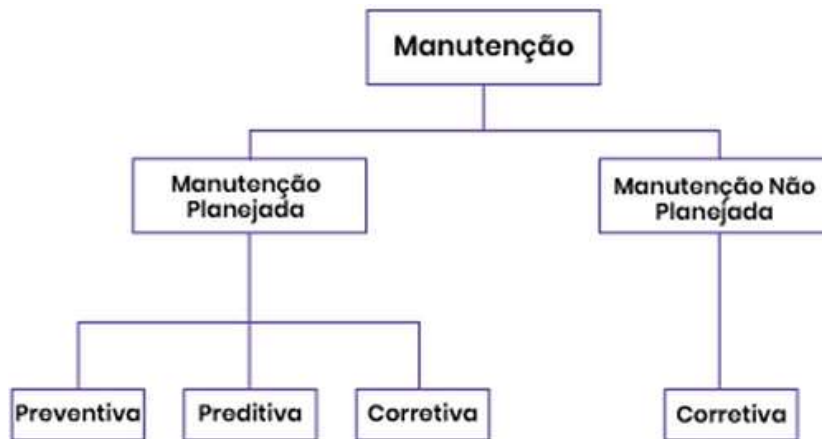 Manutenção
Manutenção
Planejada
Manutenção Não
Planejada
Preventiva
Preditiva
Corretiva
Corretiva